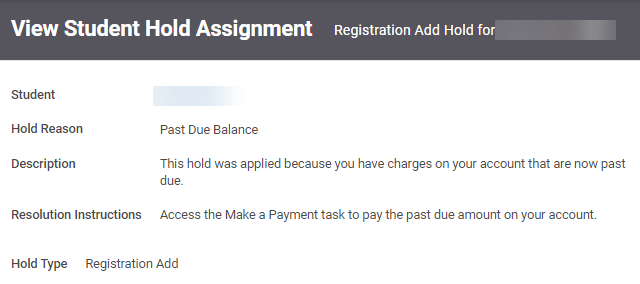 View Student Hold Assignment Registration Add Hold for
Student
Hold Reason Past Due Balance
Description This hold was applied because you have charges on your account that are now past
due.
Resolution Instructions Access the Make a Payment task to pay the past due amount on your account.
Hold Type Registration Add